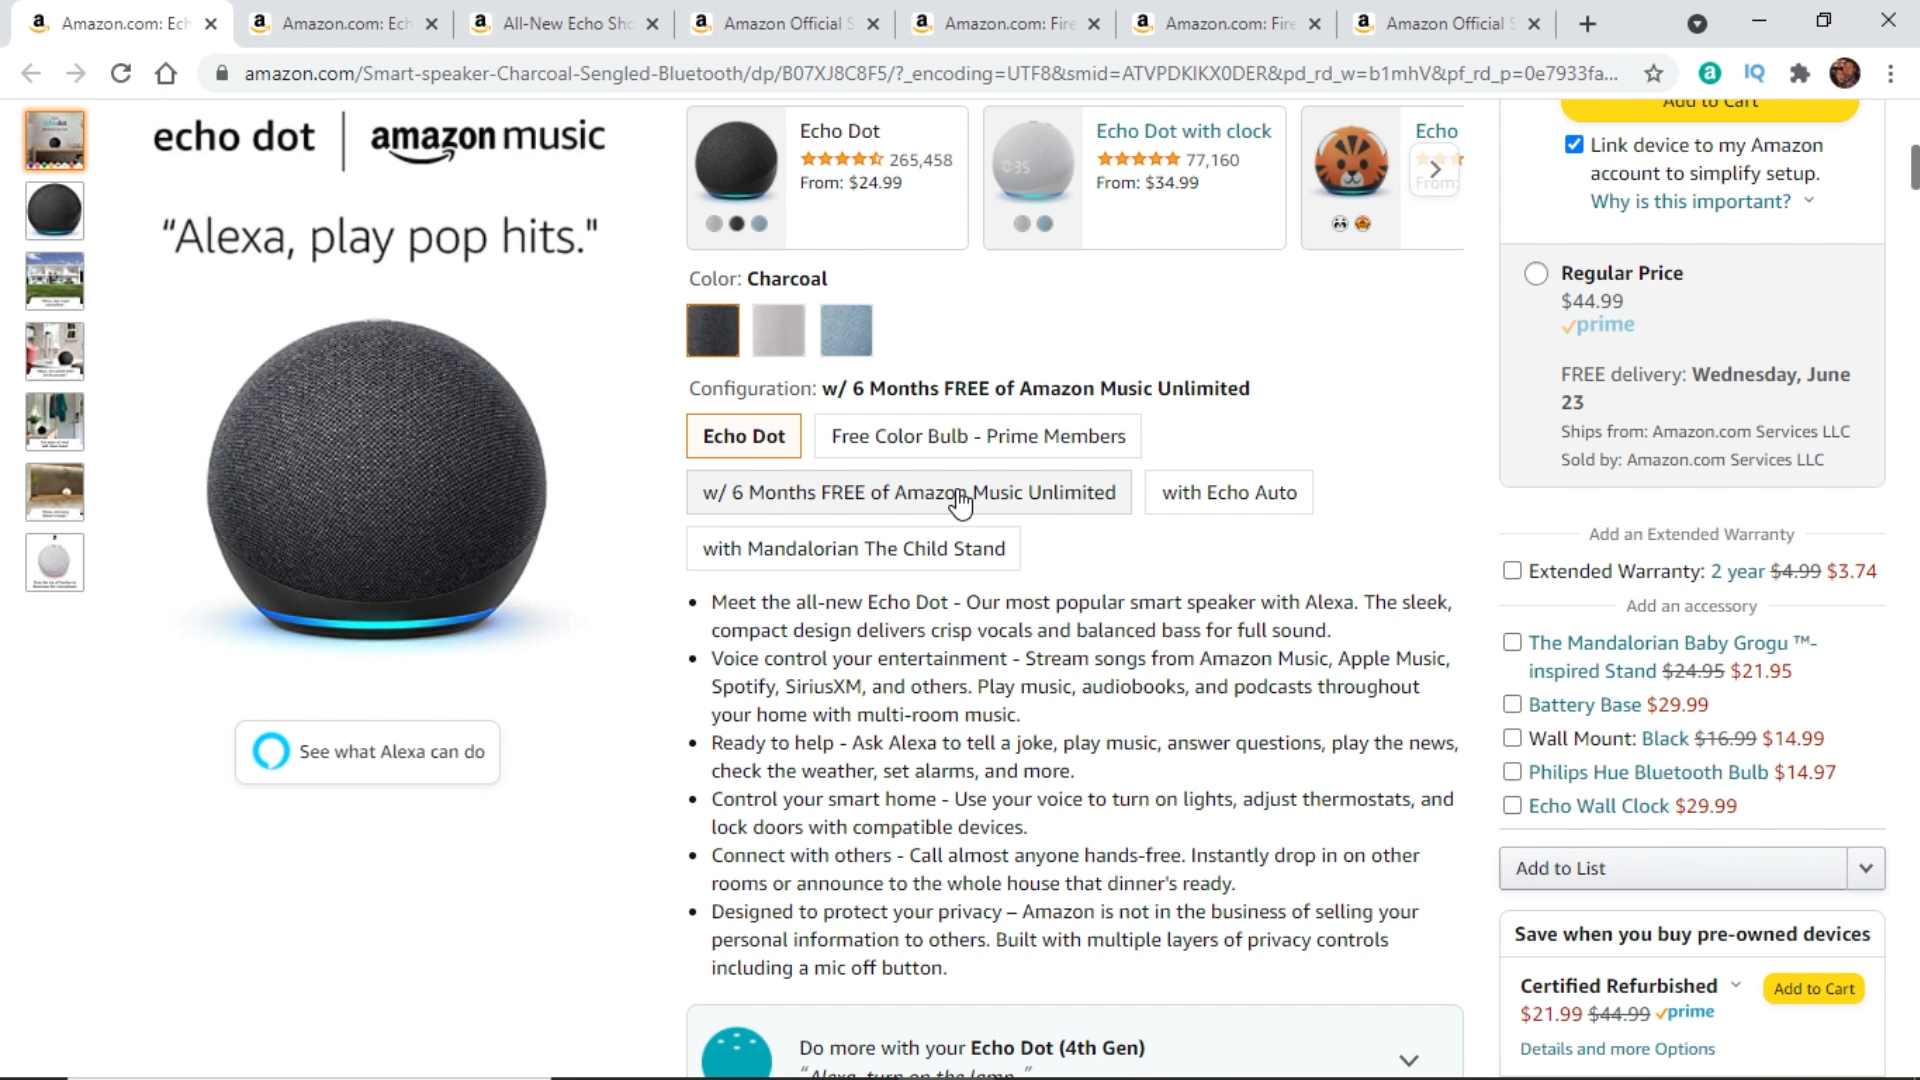 Amazon.com: Ech
Amazon.com: Ech
All-New Echo Sho
Amazon Official S
Amazon.com: Fire
Amazon.com: Fire
Amazon Official S
amazon.com/Smart-speaker-Charcoal-Sengled-Bluetooth/dp/B07XJ8C8F5/?_encoding=UTF8&smid=ATVPDKIKX0DER&pd_rd_w=b1mhV&pf_rd_p=0e7933fa...
echo dot | amazon music
"Alexa, play pop hits."
See what Alexa can do
Echo Dot
265,458
From: $24.99
Echo Dot with clock
77,160
From: $34.99
Echo
From:
Color: Charcoal
Configuration: w/ 6 Months FREE of Amazon Music Unlimited
Echo Dot
Free Color Bulb - Prime Members
w/ 6 Months FREE of Amazon Music Unlimited
with Echo Auto
with Mandalorian The Child Stand
• Meet the all-new Echo Dot - Our most popular smart speaker with Alexa. The sleek,
compact design delivers crisp vocals and balanced bass for full sound.
• Voice control your entertainment - Stream songs from Amazon Music, Apple Music,
Spotify, SiriusXM, and others. Play music, audiobooks, and podcasts throughout
your home with multi-room music.
• Ready to help - Ask Alexa to tell a joke, play music, answer questions, play the news,
check the weather, set alarms, and more.
• Control your smart home - Use your voice to turn on lights, adjust thermostats, and
lock doors with compatible devices.
• Connect with others - Call almost anyone hands-free. Instantly drop in on other
rooms or announce to the whole house that dinner's ready.
• Designed to protect your privacy – Amazon is not in the business of selling your
personal information to others. Built with multiple layers of privacy controls
including a mic off button.
Do more with your Echo Dot (4th Gen)
"Alexa, turn on the lamp."
Add to Cart
Link device to my Amazon
account to simplify setup.
Why is this important?
Regular Price
$44.99
prime
FREE delivery: Wednesday, June
23
Ships from: Amazon.com Services LLC
Sold by: Amazon.com Services LLC
Add an Extended Warranty
Extended Warranty: 2 year $4.99 $3.74
Add an accessory
The Mandalorian Baby Grogu ™-
inspired Stand $24.95 $21.95
Battery Base $29.99
Wall Mount: Black $16.99 $14.99
Philips Hue Bluetooth Bulb $14.97
Echo Wall Clock $29.99
Add to List
Save when you buy pre-owned devices
Certified Refurbished
Add to Cart
$21.99 $44.99 prime
Details and more Options